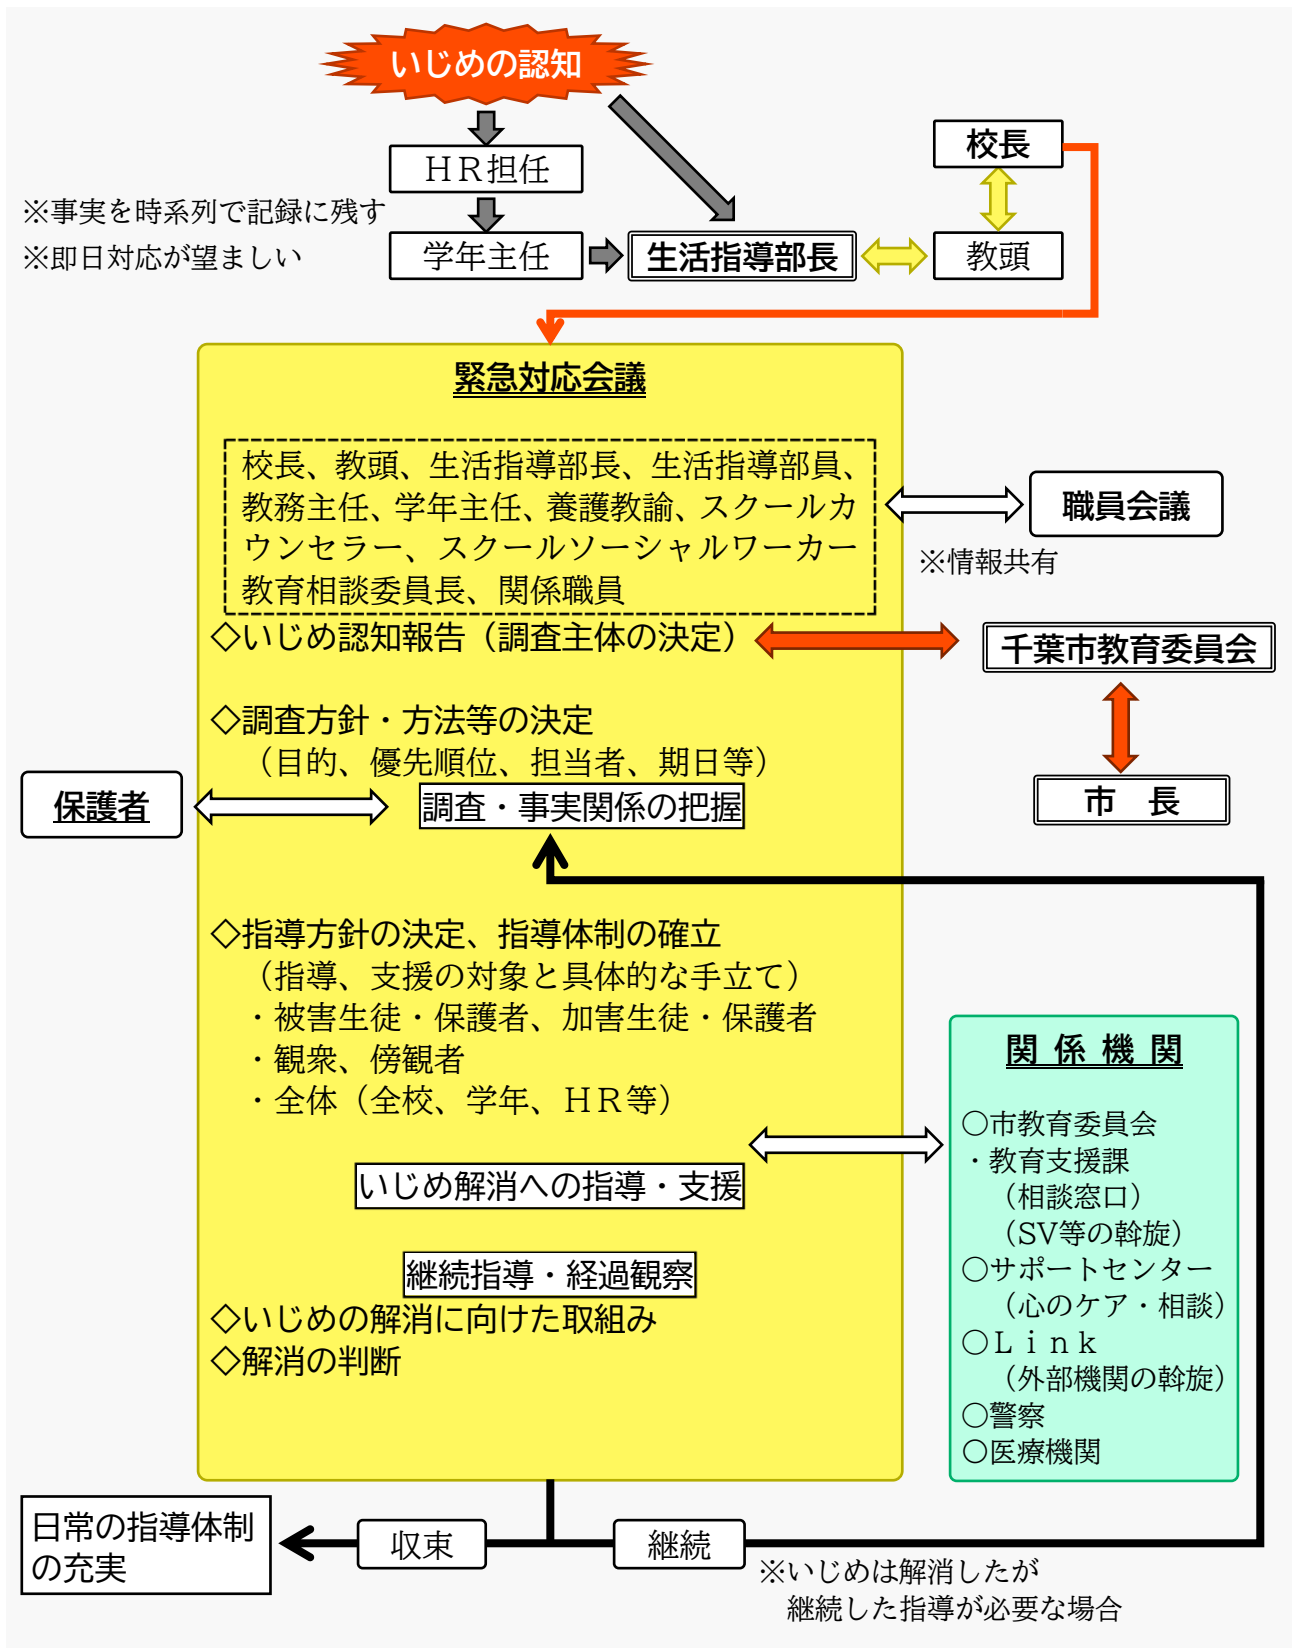 いじめの認知
ＨＲ担任
校長
※事実を時系列で記録に残す
※即日対応が望ましい
学年主任
生活指導部長
教頭
緊急対応会議
校長、教頭、生活指導部長、生活指導部員、
教務主任、学年主任、養護教諭、スクールカ
ウンセラー、スクールソーシャルワーカー
教育相談委員長、関係職員
職員会議
※情報共有
◇いじめ認知報告（調査主体の決定）
千葉市教育委員会
◇調査方針・方法等の決定
（目的、優先順位、担当者、期日等）
市　長
保護者
調査・事実関係の把握
◇指導方針の決定、指導体制の確立
（指導、支援の対象と具体的な手立て）
・被害生徒・保護者、加害生徒・保護者
・観衆、傍観者
・全体（全校、学年、ＨＲ等）
いじめ解消への指導・支援
継続指導・経過観察
◇いじめの解消に向けた取組み
◇解消の判断
関 係 機 関
○市教育委員会
・教育支援課
（相談窓口）
（SV等の斡旋）
○サポートセンター
（心のケア・相談）
○Ｌｉｎｋ
（外部機関の斡旋）
○警察
○医療機関
日常の指導体制
の充実
収束
継続
※いじめは解消したが
継続した指導が必要な場合